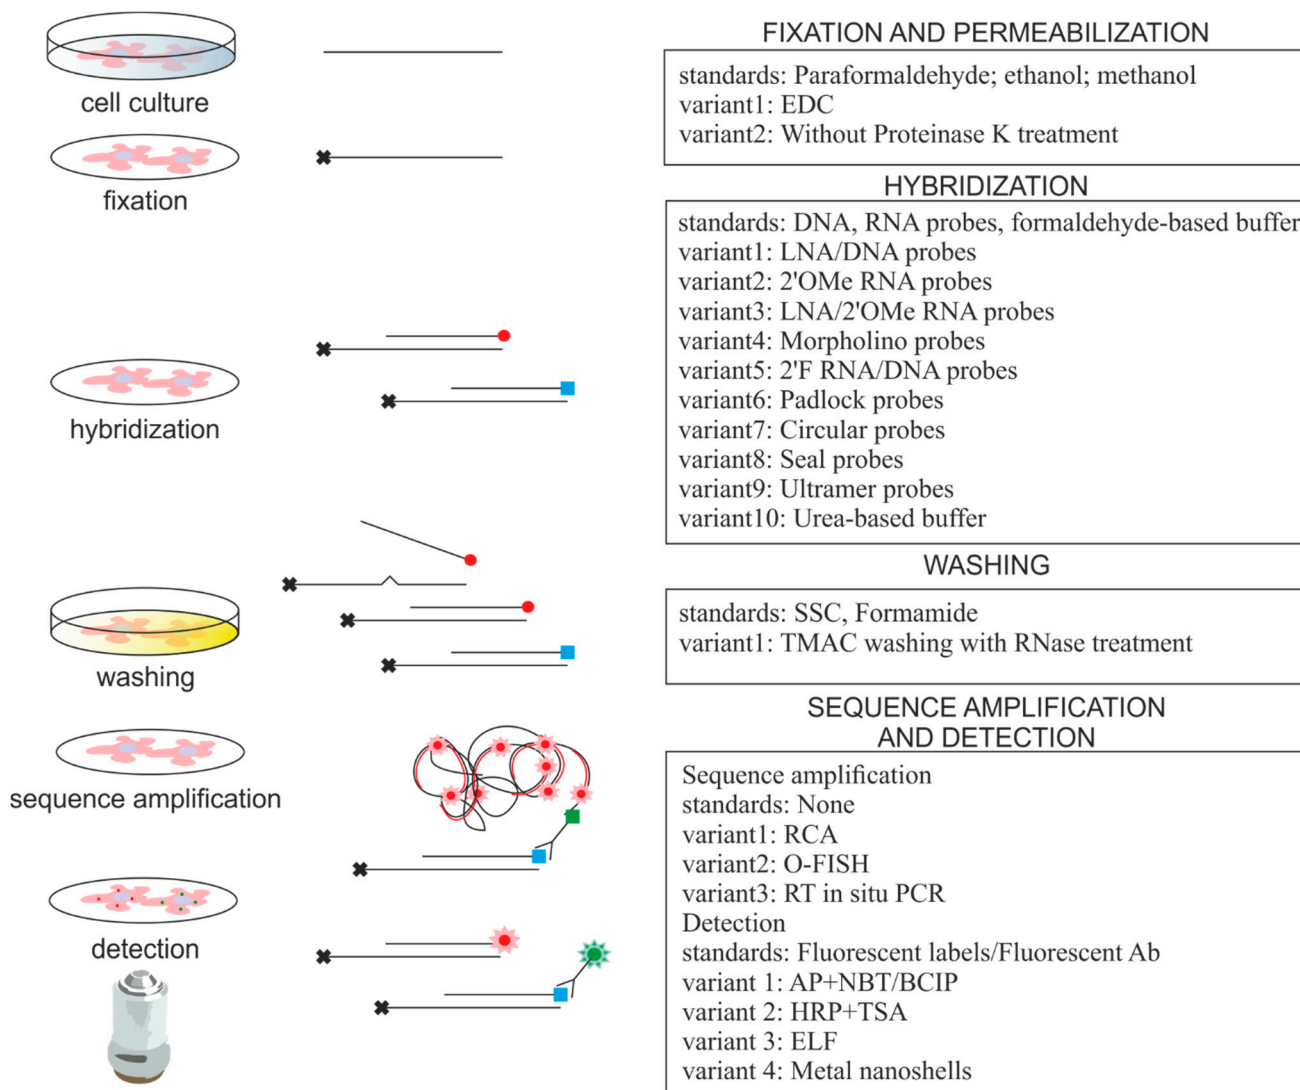 cell culture
fixation
hybridization
washing
sequence amplification
detection
FIXATION AND PERMEABILIZATION
standards: Paraformaldehyde; ethanol; methanol
variant1: EDC
variant2: Without Proteinase K treatment
HYBRIDIZATION
standards: DNA, RNA probes, formaldehyde-based buffer
variant1: LNA/DNA probes
variant2: 2'OMe RNA probes
variant3: LNA/2'OMe RNA probes
variant4: Morpholino probes
variant5: 2'F RNA/DNA probes
variant6: Padlock probes
variant7: Circular probes
variant8: Seal probes
variant9: Ultramer probes
variant10: Urea-based buffer
WASHING
standards: SSC, Formamide
variant1: TMAC washing with RNase treatment
SEQUENCE AMPLIFICATION
AND DETECTION
Sequence amplification
standards: None
variant1: RCA
variant2: O-FISH
variant3: RT in situ PCR
Detection
standards: Fluorescent labels/Fluorescent Ab
variant 1: AP+NBT/BCIP
variant 2: HRP+TSA
variant 3: ELF
variant 4: Metal nanoshells